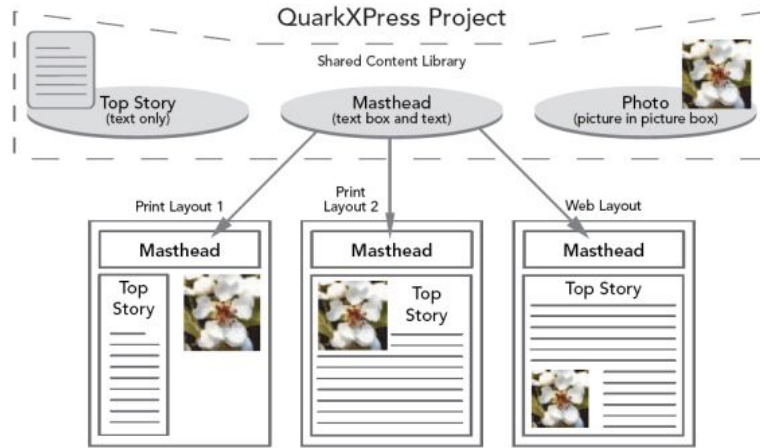 QuarkXPress Project
Shared Content Library
Top Story
(text only)
Masthead
(text box and text)
Photo
(picture in picture box)
Print Layout 1
Print
Layout 2
Web Layout
Masthead
Top
Story
Masthead
Top
Story
Masthead
Top Story